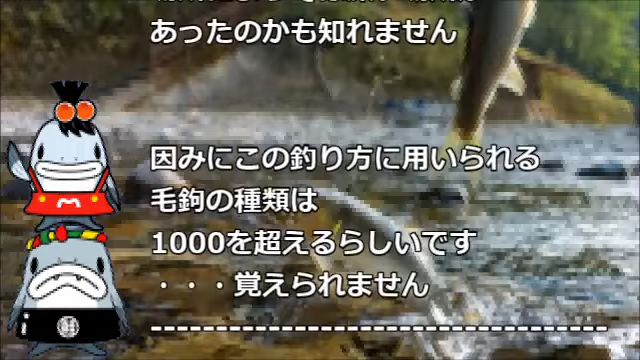 あったのかも知れません
因みにこの釣り方に用いられる
毛鉤の種類は
1000を超えるらしいです
・・・覚えられません
--------------------------------